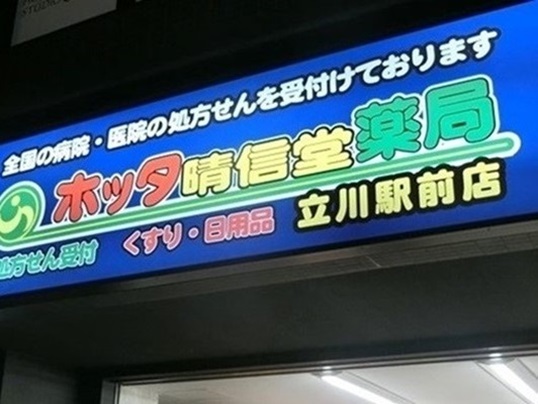 全国の病院・医院の処方せんを受付けております
ホッタ晴信堂薬局
処方せん受付 くすり・日用品 立川駅前店